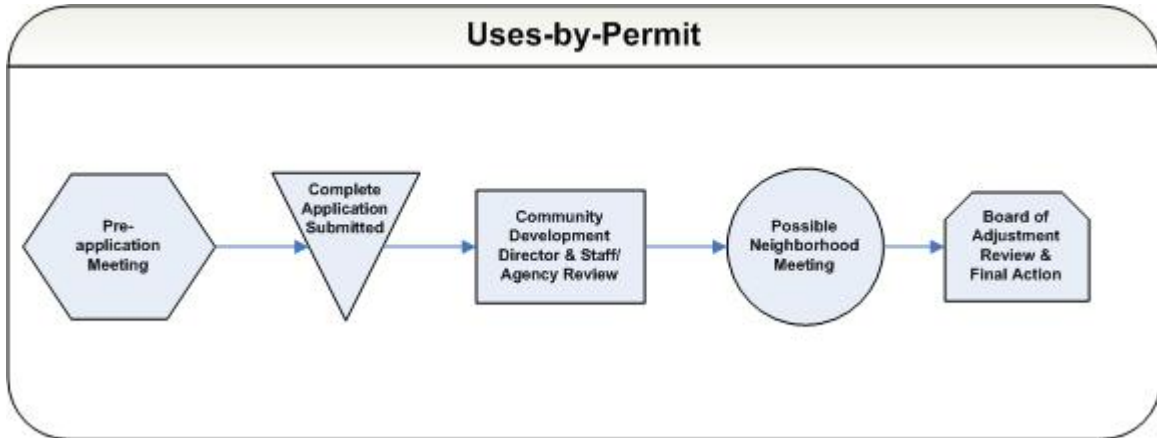 Uses-by-Permit
Pre-
application
Meeting
Complete
Application
Submitted
Community
Development
Director & Staff/
Agency Review
Possible
Neighborhood
Meeting
Board of
Adjustment
Review &
Final Action